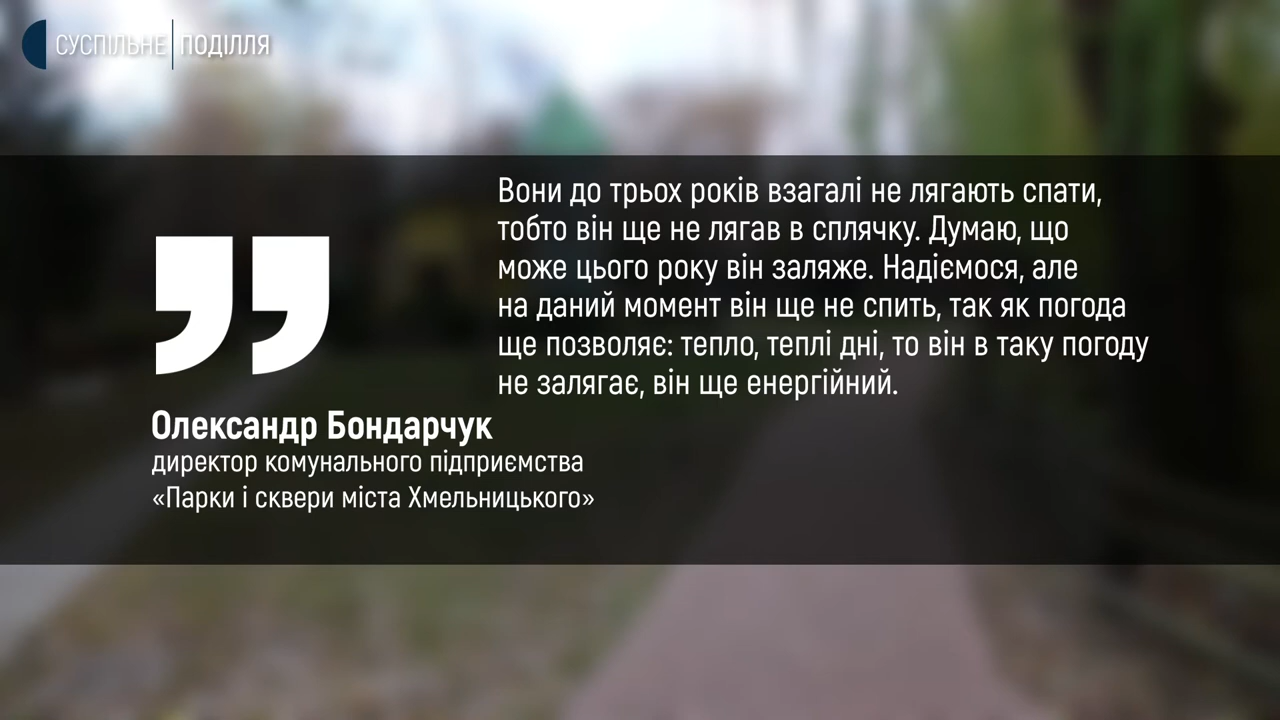 СУСПІЛЬНЕ ПОДІЛЛЯ
Вони до трьох років взагалі не лягають спати,
тобто він ще не лягав в сплячку. Думаю, що
може цього року він заляже. Надіємося, але
на даний момент він ще не спить, так як погода
ще позволяє: тепло, теплі дні, то він в таку погоду
не залягає, він ще енергійний.
Олександр Бондарчук
директор комунального підприємства
«Парки і сквери міста Хмельницького»